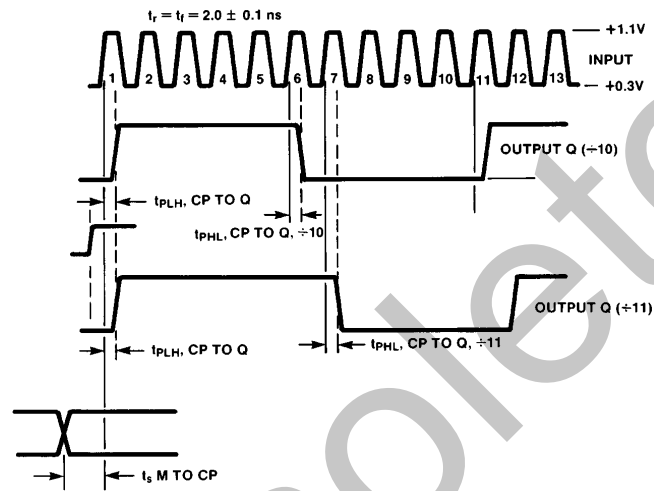 tr = tf = 2.0 ± 0.1 ns
+1.1V
INPUT
1 2 3 4 5 6 7 8 9 10 11 12 13
+0.3V
OUTPUT Q (÷10)
tPLH, CP TO Q
tPHL, CP TO Q, ÷10
OUTPUT Q (÷11)
tPLH, CP TO Q
tPHL, CP TO Q, ÷11
ts M TO CP
olete